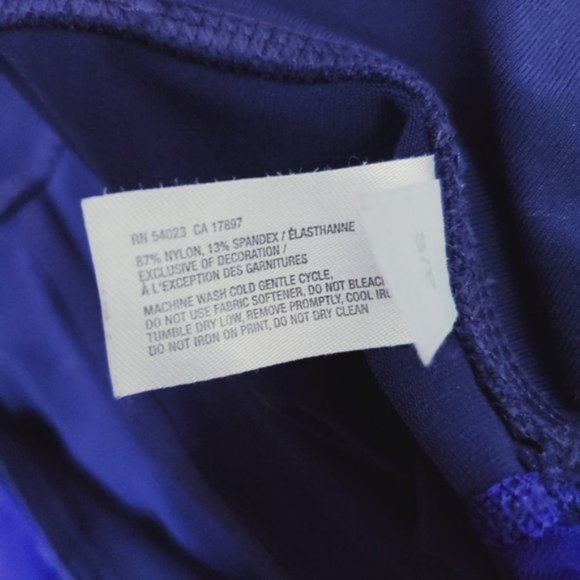 RN 54023 CA 17897
87% NYLON, 13% SPANDEX / ÉLASTHANNE
EXCLUSIVE OF DECORATION /
À L'EXCEPTION DES GARNITURES
MACHINE WASH COLD GENTLE CYCLE,
DO NOT USE FABRIC SOFTENER, DO NOT BLEAC
TUMBLE DRY LOW, REMOVE PROMPTLY, COOL IR
DO NOT IRON ON PRINT, DO NOT DRY CLEAN
S/P